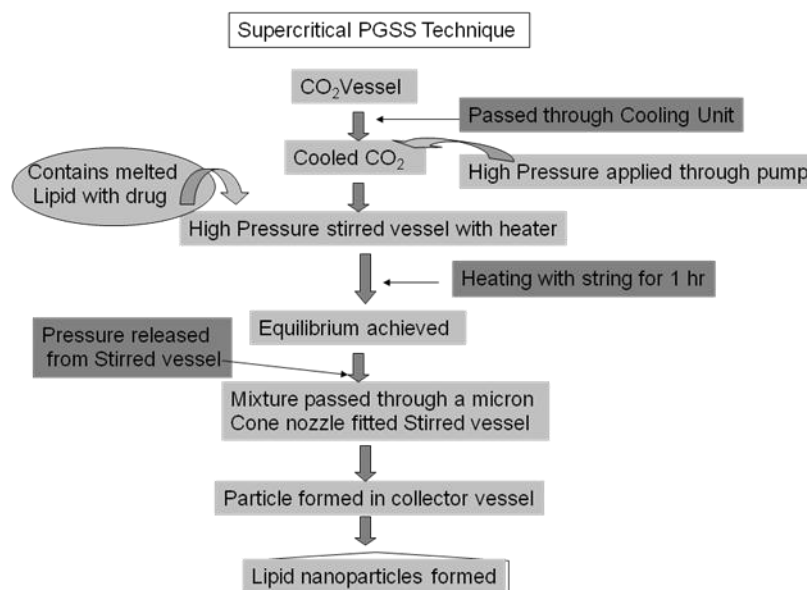 Supercritical PGSS Technique
CO2Vessel
Passed through Cooling Unit
Cooled CO2
High Pressure applied through pump
Contains melted
Lipid with drug
High Pressure stirred vessel with heater
Heating with string for 1 hr
Equilibrium achieved
Pressure released
from Stirred vessel
Mixture passed through a micron
Cone nozzle fitted Stirred vessel
Particle formed in collector vessel
Lipid nanoparticles formed